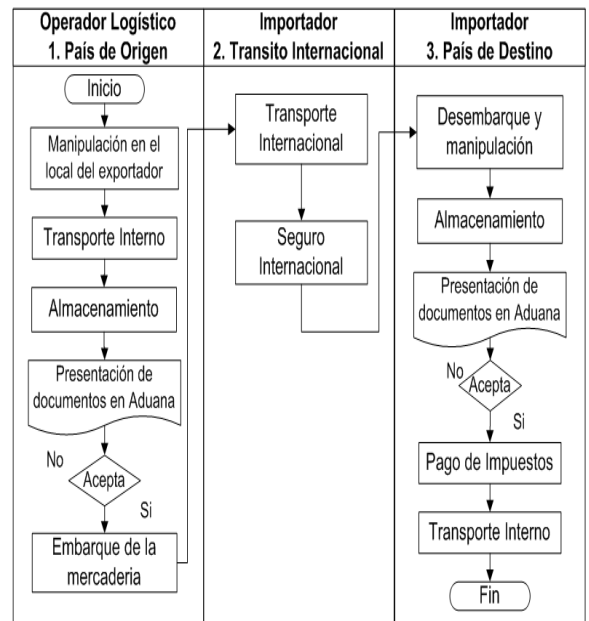 Operador Logístico
1. País de Origen
Inicio
Manipulación en el
local del exportador
Transporte Interno
Almacenamiento
Presentación de
documentos en Aduana
No
Acepta
Si
Embarque de la
mercaderia
Importador
2. Transito Internacional
Transporte
Internacional
Seguro
Internacional
Importador
3. País de Destino
Desembarque y
manipulación
Almacenamiento
Presentación de
documentos en Aduana
No
Acepta
Si
Pago de Impuestos
Transporte Interno
Fin